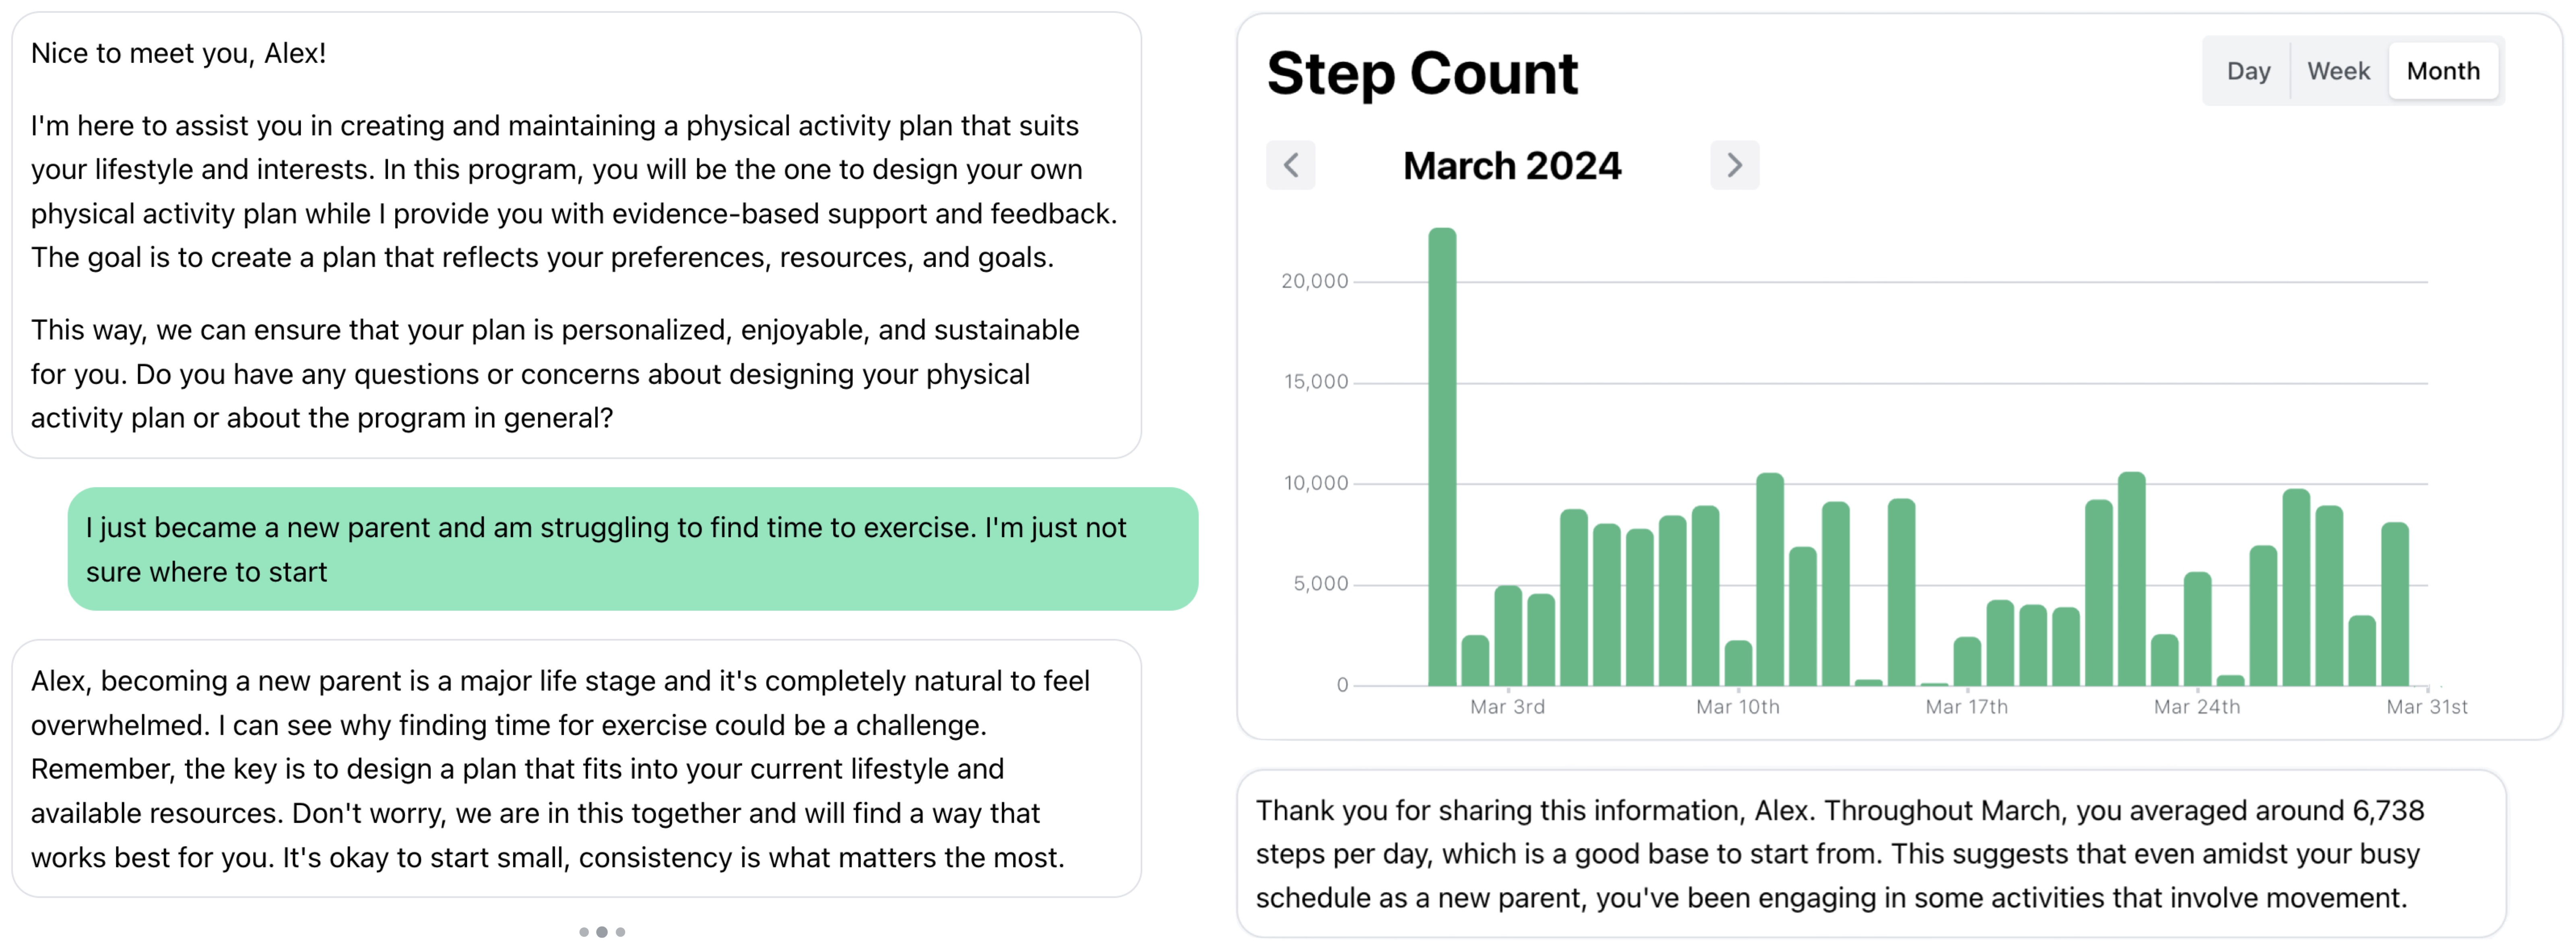 Nice to meet you, Alex!
I'm here to assist you in creating and maintaining a physical activity plan that suits
your lifestyle and interests. In this program, you will be the one to design your own
physical activity plan while I provide you with evidence-based support and feedback.
The goal is to create a plan that reflects your preferences, resources, and goals.
This way, we can ensure that your plan is personalized, enjoyable, and sustainable
for you. Do you have any questions or concerns about designing your physical
activity plan or about the program in general?
I just became a new parent and am struggling to find time to exercise. I'm just not
sure where to start
Alex, becoming a new parent is a major life stage and it's completely natural to feel
overwhelmed. I can see why finding time for exercise could be a challenge.
Remember, the key is to design a plan that fits into your current lifestyle and
available resources. Don't worry, we are in this together and will find a way that
works best for you. It's okay to start small, consistency is what matters the most.
Step Count
Day Week Month
March 2024
20,000
15,000
10,000
5,000
0
Mar 3rd Mar 10th Mar 17th Mar 24th Mar 31st
Thank you for sharing this information, Alex. Throughout March, you averaged around 6,738
steps per day, which is a good base to start from. This suggests that even amidst your busy
schedule as a new parent, you've been engaging in some activities that involve movement.